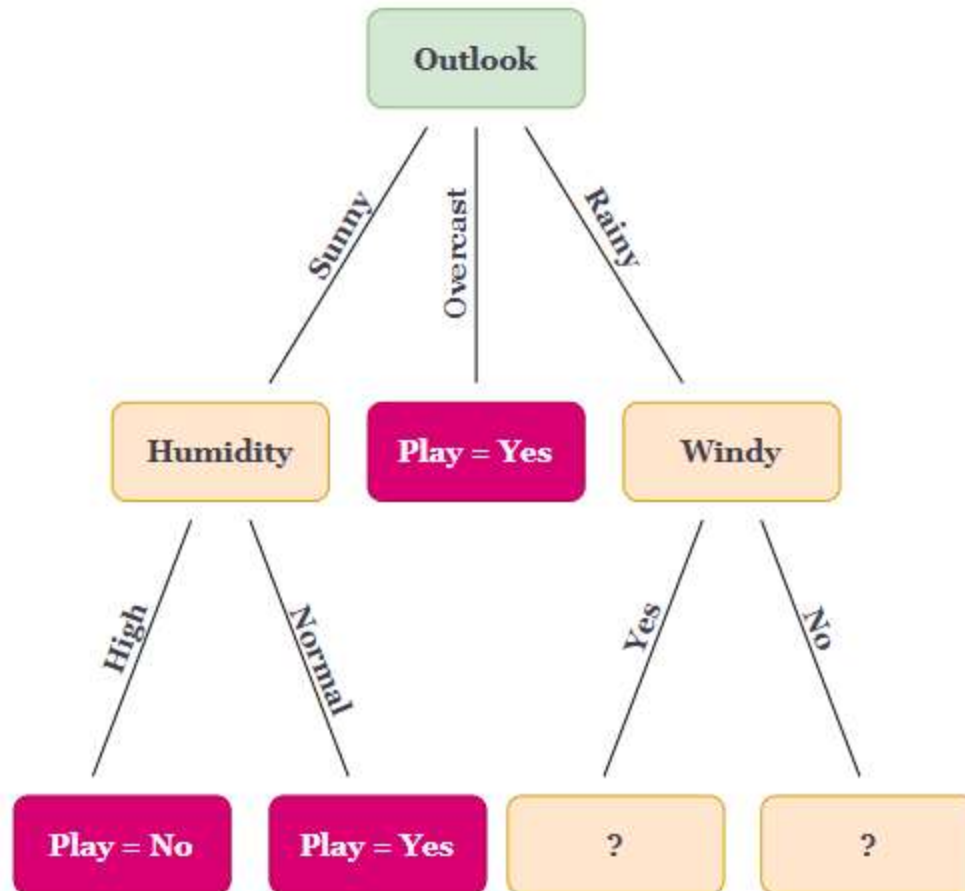 Outlook
Sunny
Overcast
Rainy
Humidity
Play = Yes
Windy
High
Normal
Yes
No
Play = No
Play = Yes
?
?